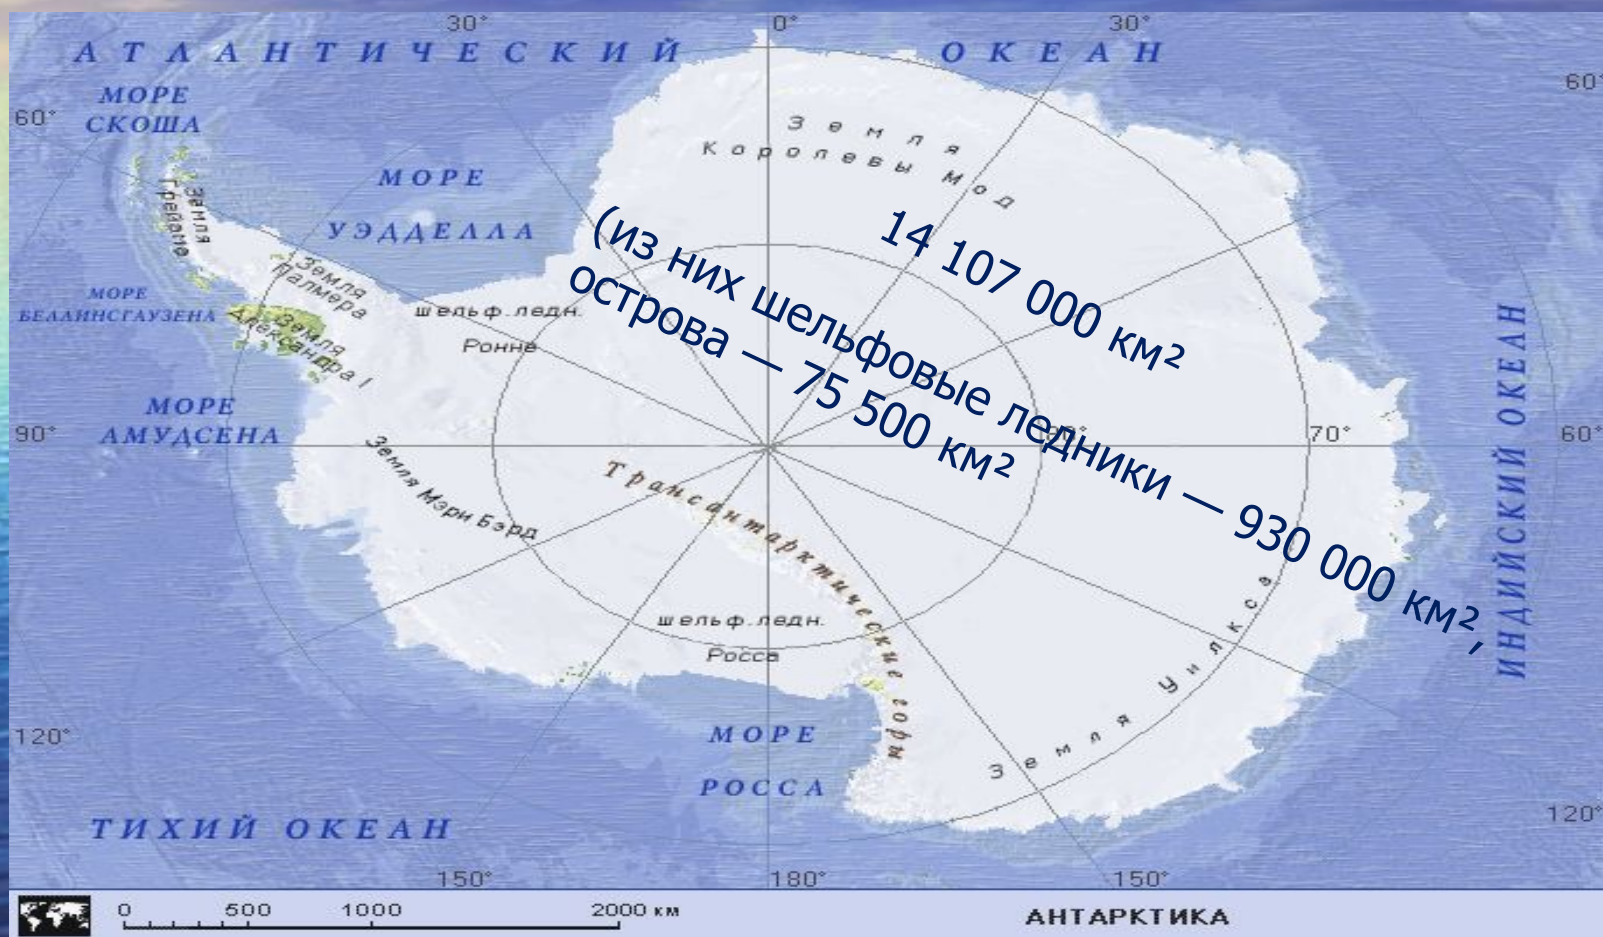 30° 0° 30°
АТЛАНТИЧЕСКИЙ ОКЕАН
МОРЕ
СКОША
60°
60°
МОРЕ
УЭДДЕЛЛА
Земля
Королевы Мод
Земля
Грейама
14 107 000 км²
(из них шельфовые ледники — 930 000 км²,
острова — 75 500 км²
Земля
Палмера
МОРЕ
БЕЛЛИНСГАУЗЕНА
Земля
Александра I
шельф.ледн.
Ронне
МОРЕ
АМУДСЕНА
90°
80°
70°
60°
ИНДИЙСКИЙ ОКЕАН
Земля Мэри Бэрд
Трансантарктические горы
шельф.ледн.
Росса
Земля Уилкса
МОРЕ
РОССА
120°
120°
ТИХИЙ ОКЕАН
150° 180° 150°
0 500 1000 2000 км
АНТАРКТИКА